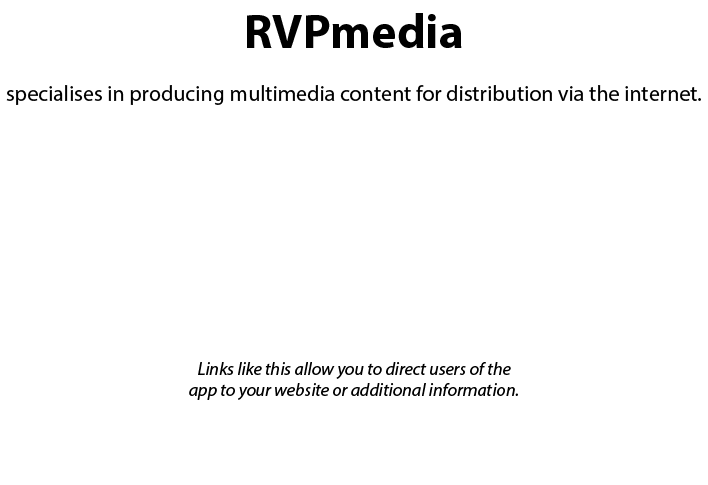 RVPmedia
specialises in producing multimedia content for distribution via the internet.
Links like this allow you to direct users of the
app to your website or additional information.